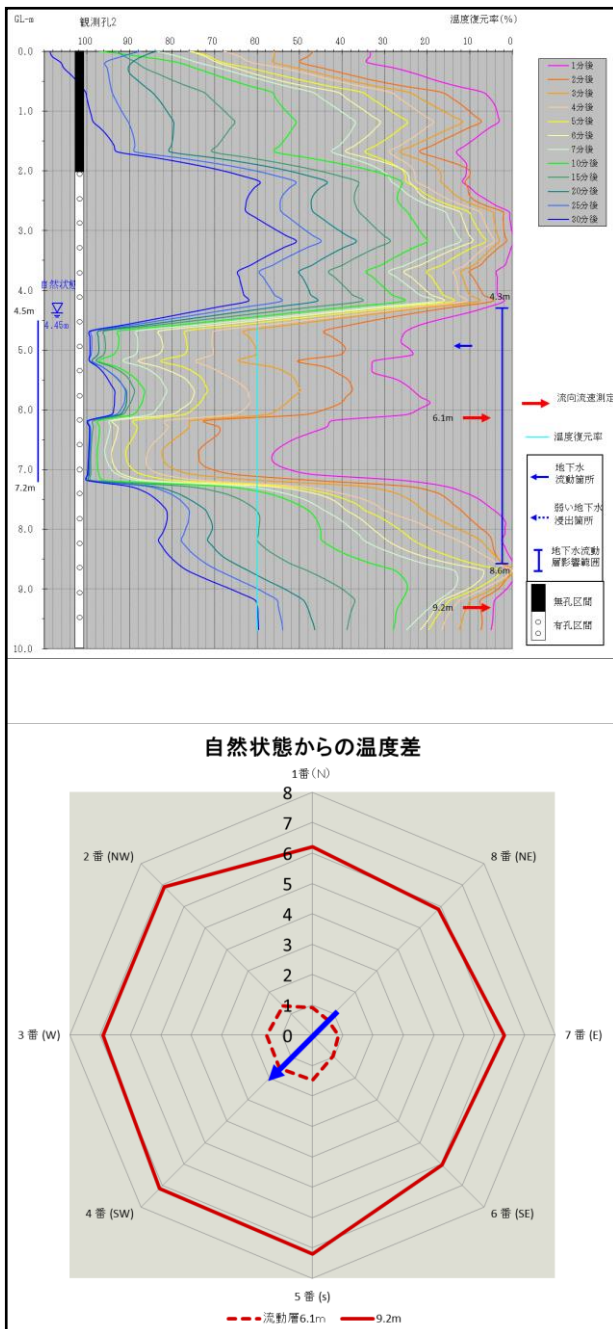 GL-m 観測孔2 温度復元率(%)
100 90 80 70 60 50 40 30 20 10 0
0.0
1.0
2.0
3.0
4.0
5.0
6.0
7.0
8.0
9.0
10.0
自然状態
4.5m
4.45m
7.2m
4.3m
6.1m
8.6m
9.2m
1分後
2分後
3分後
4分後
5分後
6分後
7分後
10分後
15分後
20分後
25分後
30分後
流向流速測定
温度復元率
地下水
流動箇所
弱い地下水
浸出箇所
地下水流動
層影響範囲
無孔区間
有孔区間
自然状態からの温度差
1番(N)
8
7
6
5
4
3
2
1
0
2番(NW)
8番(NE)
3番(W)
7番(E)
4番(SW)
6番(SE)
5番(s)
流動層6.1m 9.2m